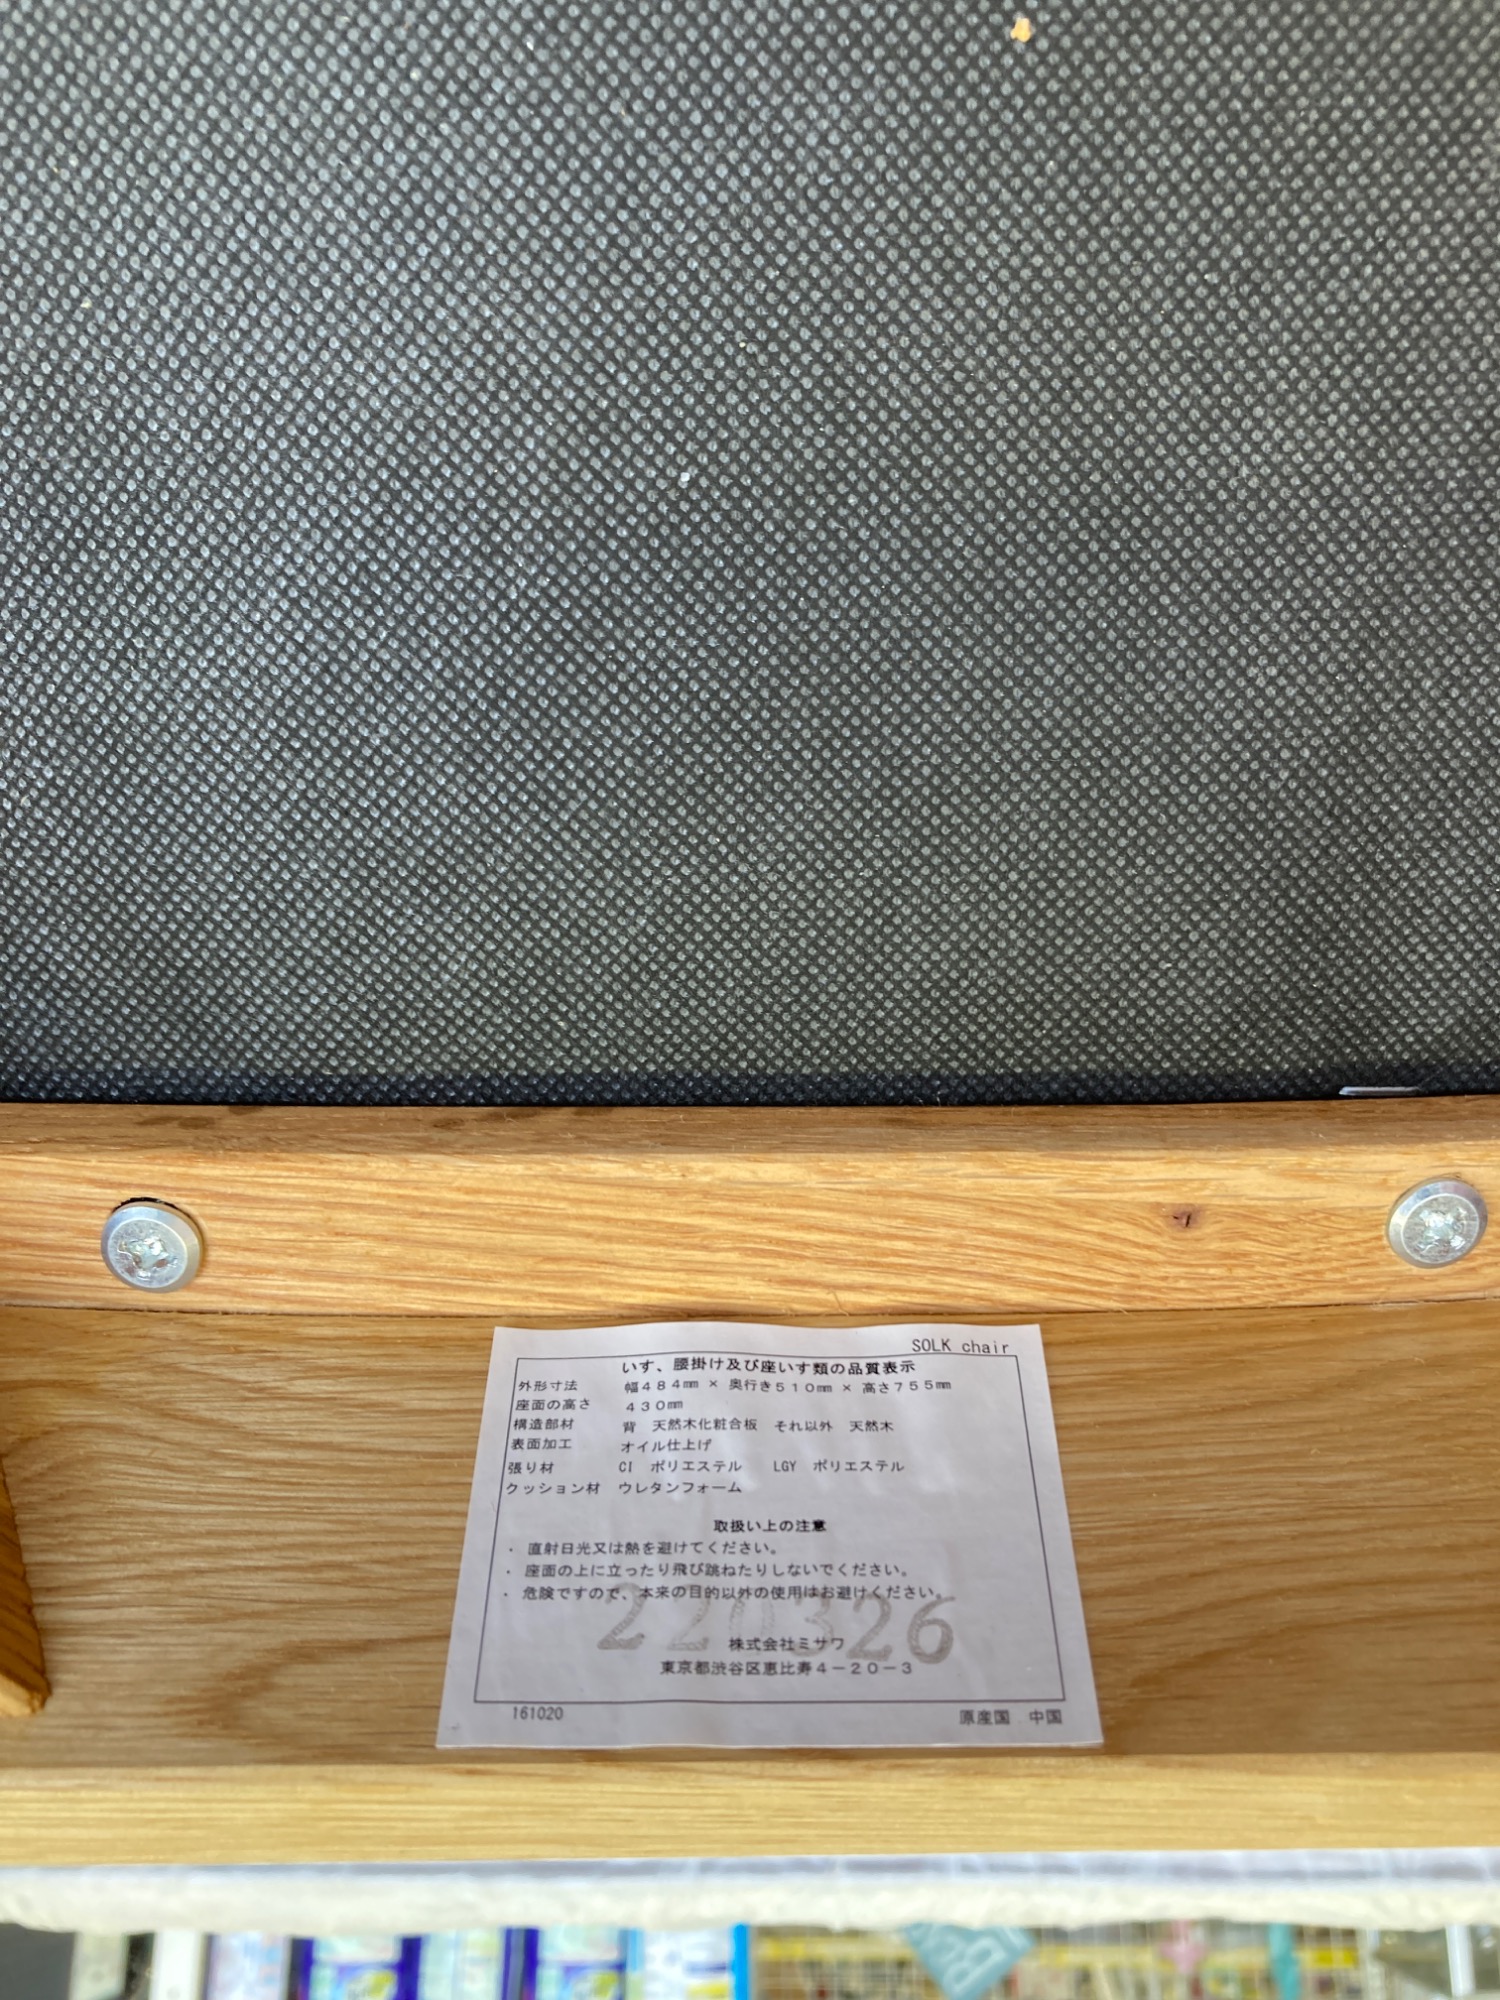 SOLK chair
いす、腰掛け及び座いす類の品質表示
外形寸法 幅484㎜ × 奥行き510㎜ × 高さ755㎜
座面の高さ 430㎜
構造部材 背 天然木化粧合板 それ以外 天然木
表面加工 オイル仕上げ
張り材 CI ポリエステル LGY ポリエステル
クッション材 ウレタンフォーム
取扱い上の注意
・ 直射日光又は熱を避けてください。
・ 座面の上に立ったり飛び跳ねたりしないでください。
・ 危険ですので、本来の目的以外の使用はお避けください。
220326
株式会社ミサワ
東京都渋谷区恵比寿4－20－3
161020 原産国 中国